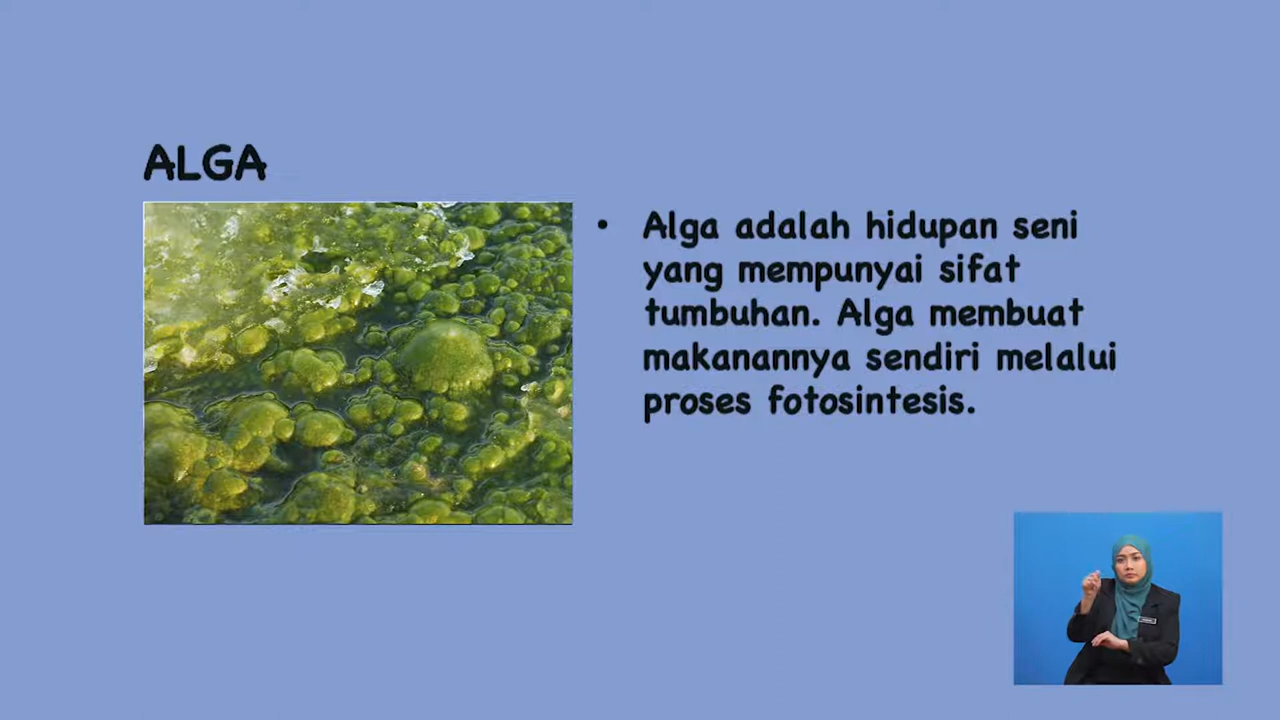 ALGA
• Alga adalah hidupan seni
yang mempunyai sifat
tumbuhan. Alga membuat
makanannya sendiri melalui
proses fotosintesis.